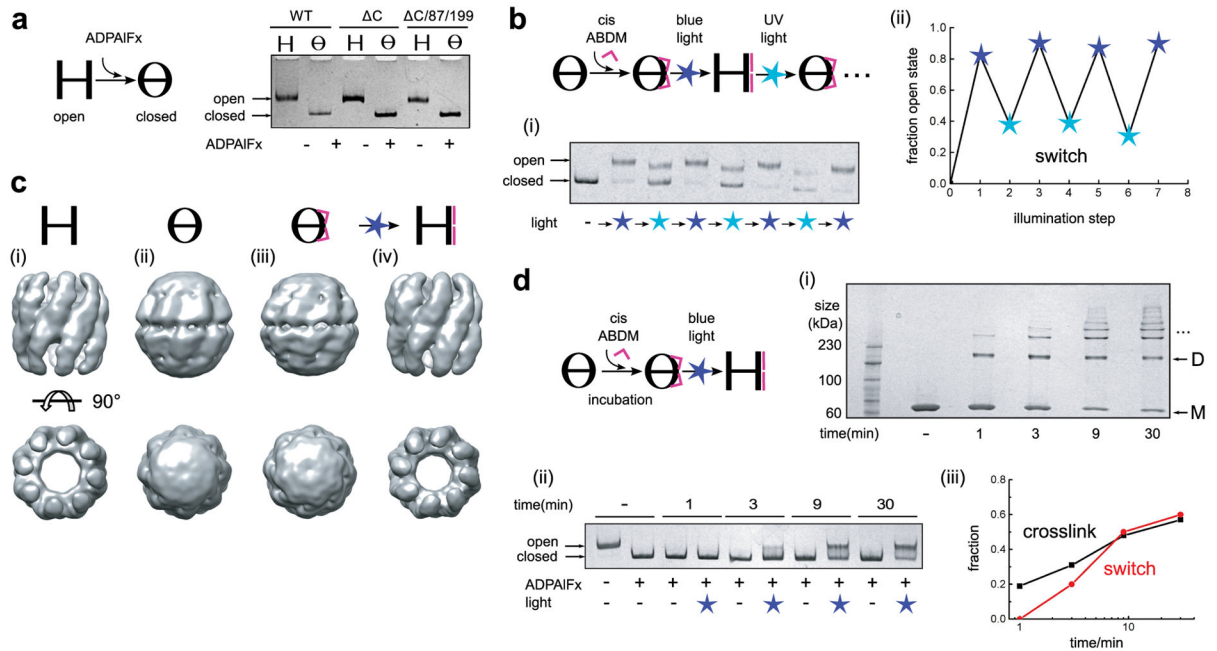 a
ADPAlFx
H
Θ
open
closed
WT
ΔC
ΔC/87/199
H
Θ
H
Θ
H
Θ
open
closed
ADPAlFx
-
+
-
+
-
+
b
cis
ABDM
blue
light
UV
light
Θ
Θ
H
Θ
...
(i)
open
closed
light
-
(ii)
fraction open state
1.0
0.8
0.6
0.4
0.2
0.0
switch
0
1
2
3
4
5
6
7
8
illumination step
c
H
Θ
Θ
H
(i)
(ii)
(iii)
(iv)
90°
d
cis
ABDM
blue
light
Θ
Θ
H
incubation
(i)
size
(kDa)
230
100
60
...
D
M
time(min)
-
1
3
9
30
(ii)
time(min)
-
1
3
9
30
open
closed
ADPAlFx
-
+
+
+
+
+
+
+
+
+
light
-
-
-
-
-
-
(iii)
fraction
0.8
0.6
0.4
0.2
0.0
crosslink
switch
1
10
time/min